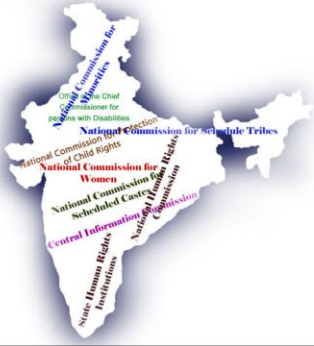 National Commission for
Minorities
Office of the Chief
Commissioner for
persons with Disabilities
National Commission for Schedule Tribes
National Commission for Protection
of Child Rights
National Commission for
Women
National Commission for
Scheduled Castes
National Human Rights
Commission
Central Information Commission
State Human Rights
Institutions